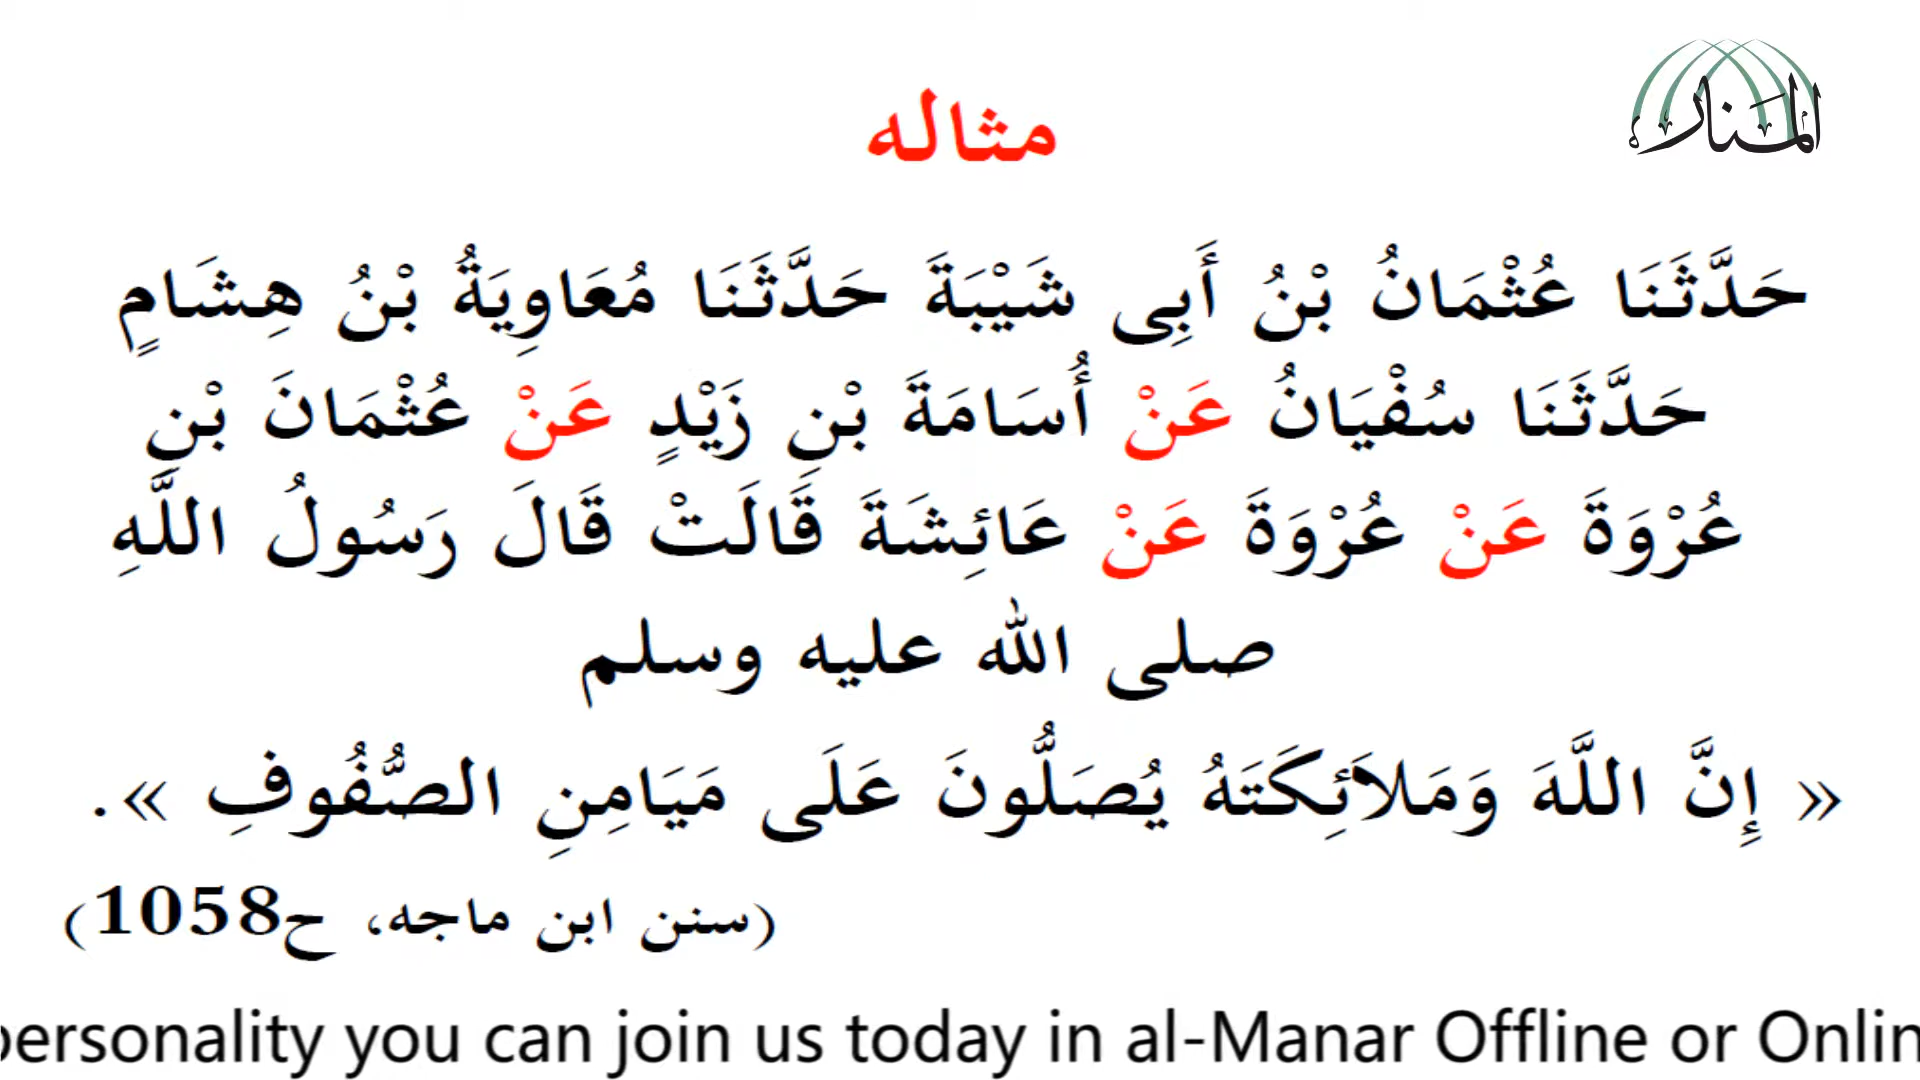 المنار
مثاله
حَدَّثَنَا عُثْمَانُ بْنُ أَبِى شَيْبَةَ حَدَّثَنَا مُعَاوِيَةُ بْنُ هِشَامٍ
حَدَّثَنَا سُفْيَانُ عَنْ أُسَامَةَ بْنِ زَيْدٍ عَنْ عُثْمَانَ بْنِ
عُرْوَةَ عَنْ عُرْوَةَ عَنْ عَائِشَةَ قَالَتْ قَالَ رَسُولُ اللَّهِ
صلى الله عليه وسلم
« إِنَّ اللَّهَ وَمَلاَئِكَتَهُ يُصَلُّونَ عَلَى مَيَامِنِ الصُّفُوفِ ».
(سنن ابن ماجه، ح1058)
personality you can join us today in al-Manar Offline or Onlin